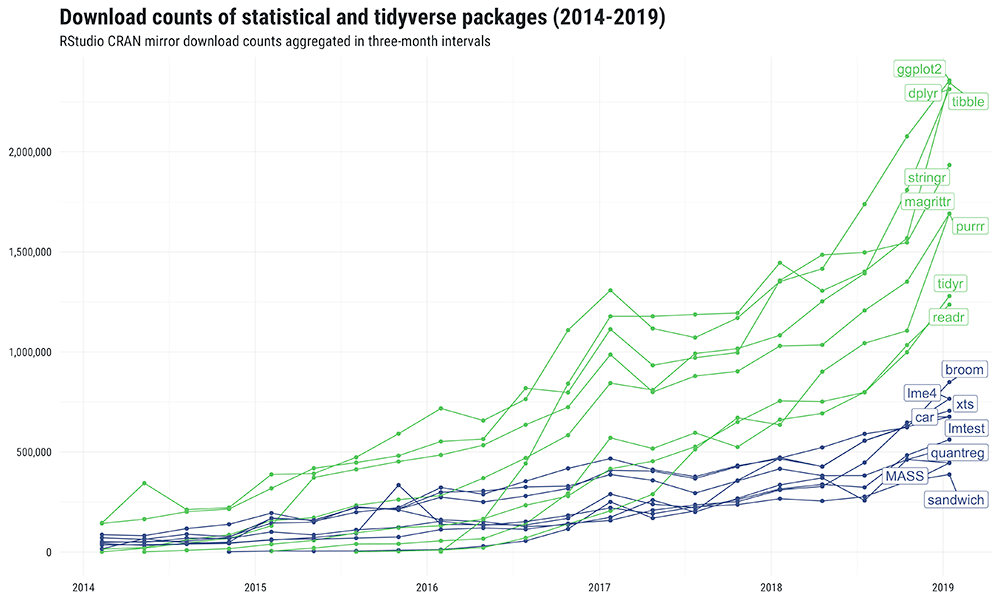 Download counts of statistical and tidyverse packages (2014-2019)
RStudio CRAN mirror download counts aggregated in three-month intervals
ggplot2
dplyr
tibble
2,000,000
stringr
magrittr
purrr
1,500,000
tidyr
readr
1,000,000
broom
lme4
xts
car
lmtest
500,000
quantreg
MASS
sandwich
0
2014 2015 2016 2017 2018 2019